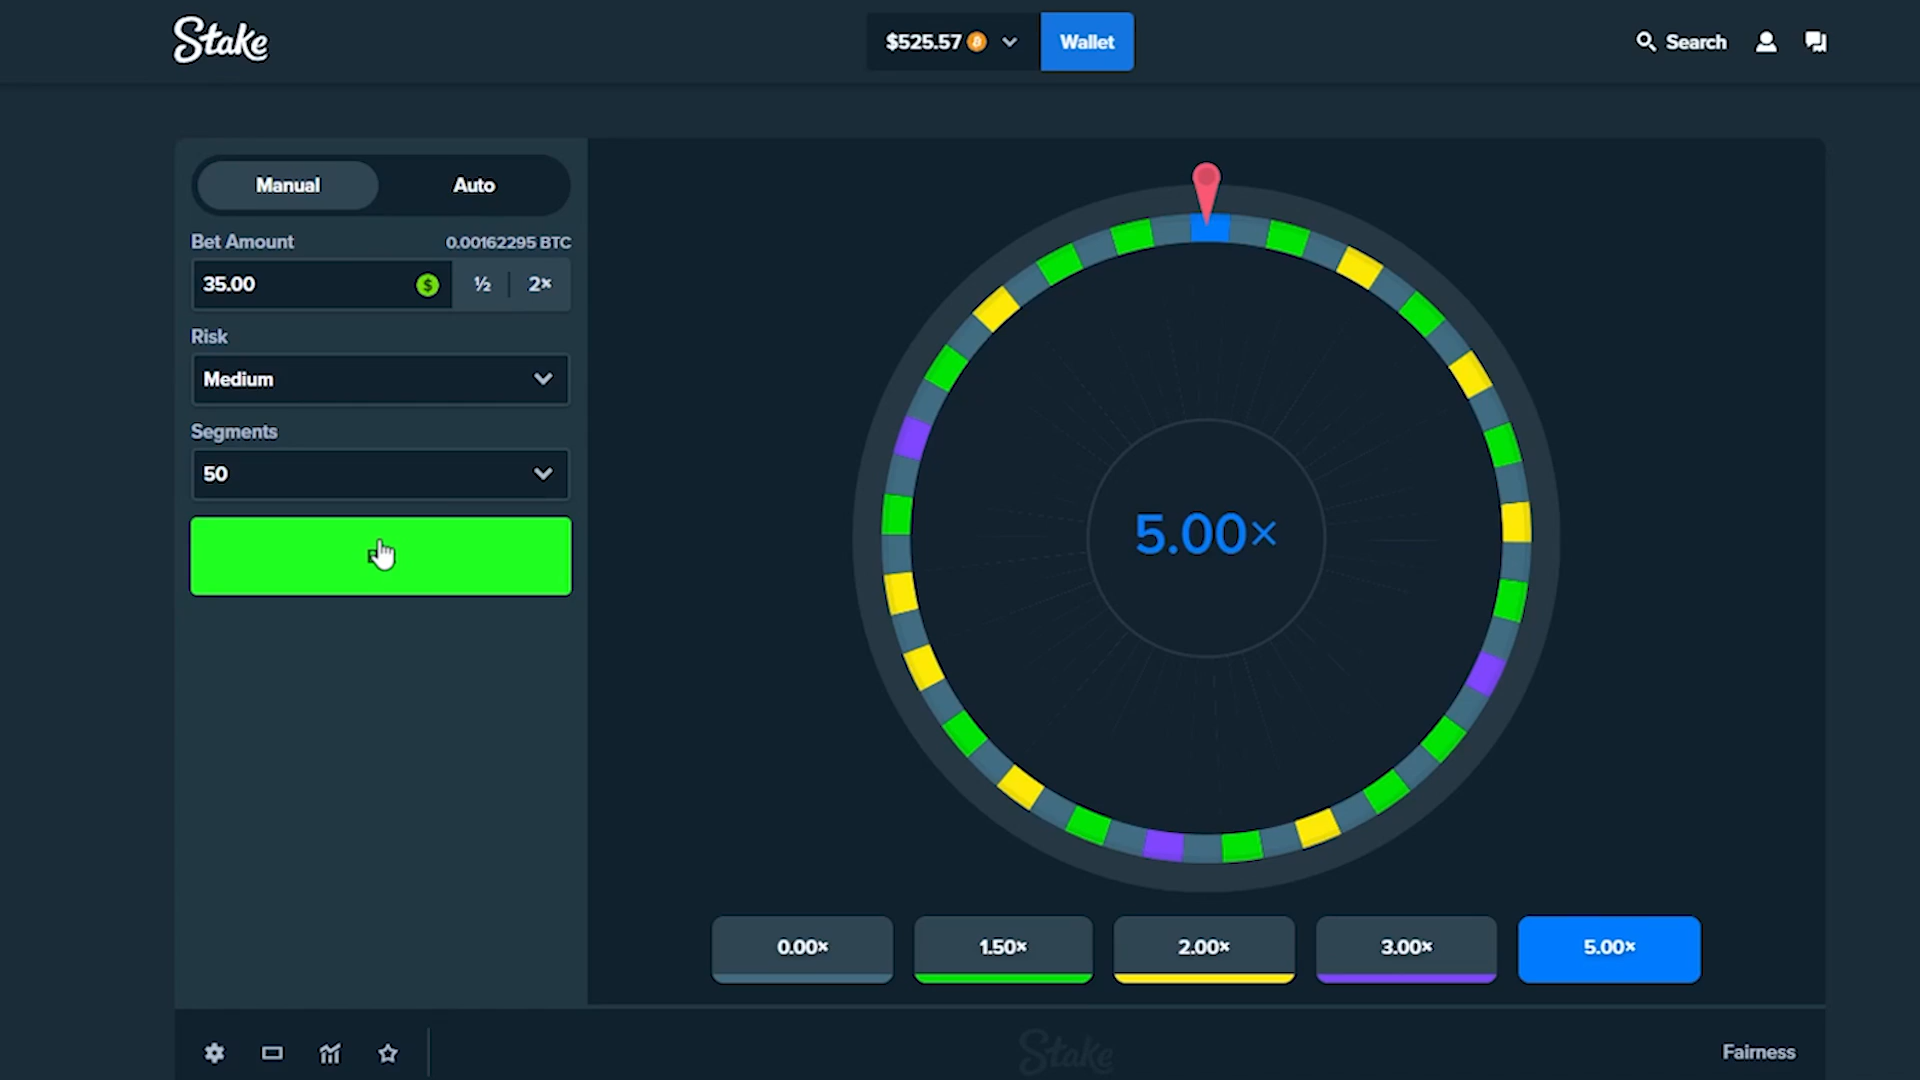 Stake
$525.57
Wallet
Search
Manual
Auto
Bet Amount
0.00162295 BTC
35.00
$
½
2×
Risk
Medium
Segments
50
5.00×
0.00×
1.50×
2.00×
3.00×
5.00×
Stake
Fairness